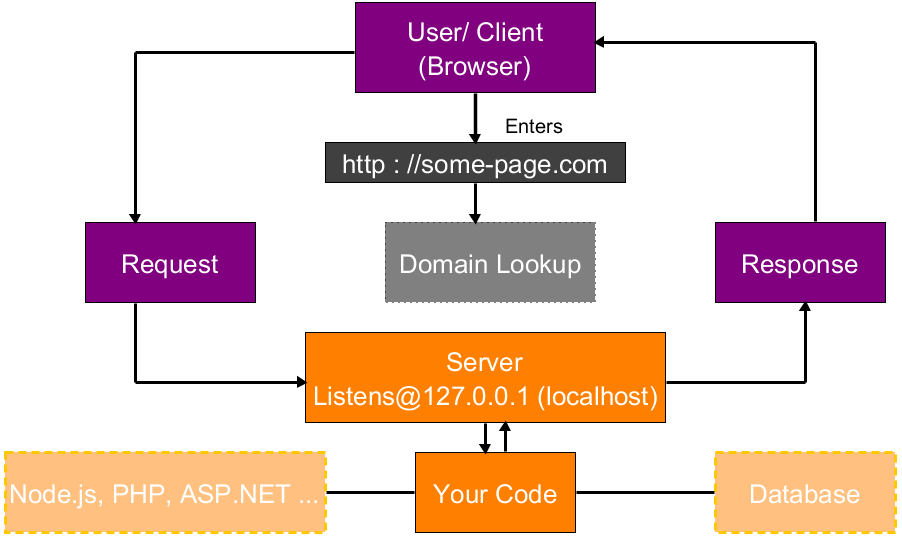 User/ Client
(Browser)
Enters
http : //some-page.com
Request
Domain Lookup
Response
Server
Listens@127.0.0.1 (localhost)
Node.js, PHP, ASP.NET ...
Your Code
Database